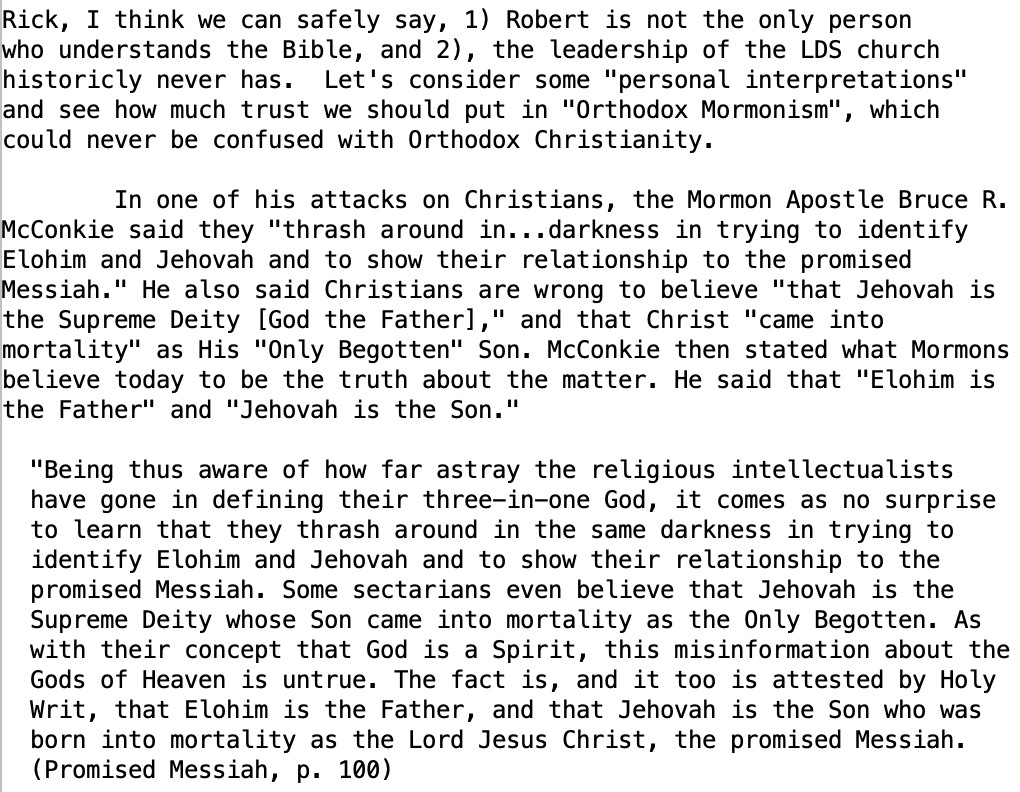 Rick, I think we can safely say, 1) Robert is not the only person
who understands the Bible, and 2), the leadership of the LDS church
historicly never has.  Let's consider some "personal interpretations"
and see how much trust we should put in "Orthodox Mormonism", which
could never be confused with Orthodox Christianity.

        In one of his attacks on Christians, the Mormon Apostle Bruce R.
McConkie said they "thrash around in...darkness in trying to identify
Elohim and Jehovah and to show their relationship to the promised
Messiah." He also said Christians are wrong to believe "that Jehovah is
the Supreme Deity [God the Father]," and that Christ "came into
mortality" as His "Only Begotten" Son. McConkie then stated what Mormons
believe today to be the truth about the matter. He said that "Elohim is
the Father" and "Jehovah is the Son."

  "Being thus aware of how far astray the religious intellectualists
  have gone in defining their three-in-one God, it comes as no surprise
  to learn that they thrash around in the same darkness in trying to
  identify Elohim and Jehovah and to show their relationship to the
  promised Messiah. Some sectarians even believe that Jehovah is the
  Supreme Deity whose Son came into mortality as the Only Begotten. As
  with their concept that God is a Spirit, this misinformation about the
  Gods of Heaven is untrue. The fact is, and it too is attested by Holy
  Writ, that Elohim is the Father, and that Jehovah is the Son who was
  born into mortality as the Lord Jesus Christ, the promised Messiah.
  (Promised Messiah, p. 100)